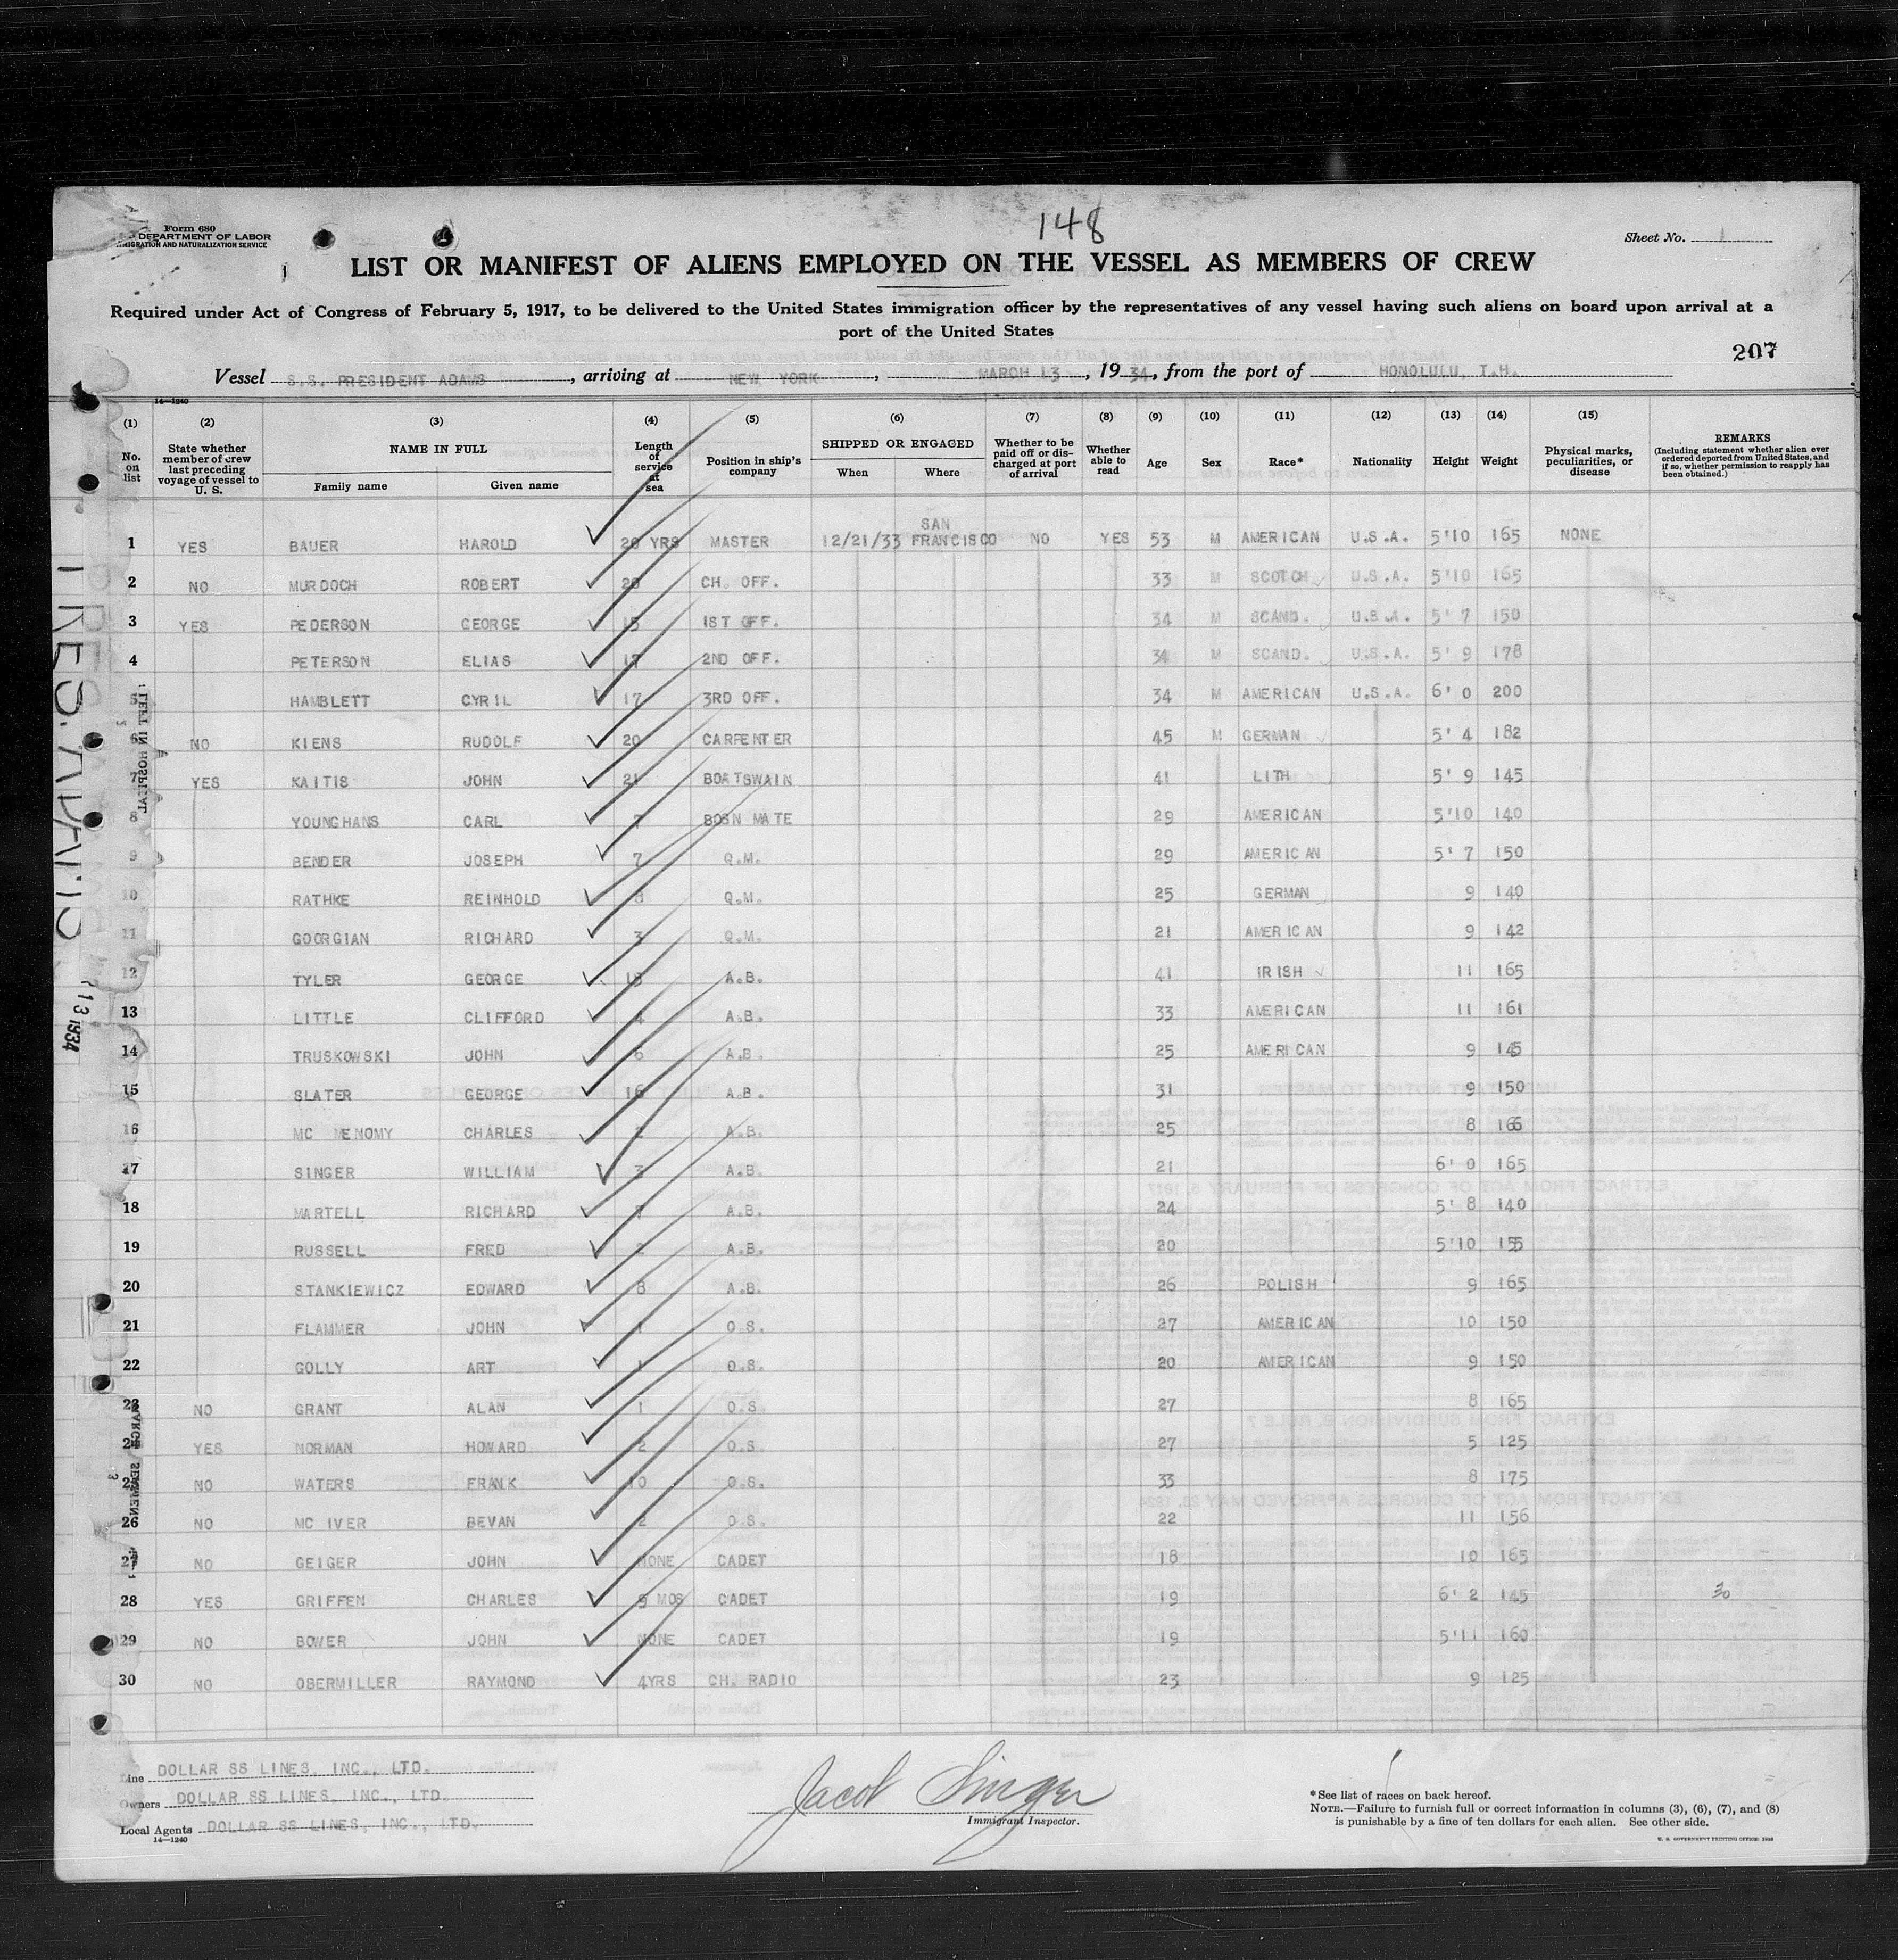 148
Form 680
DEPARTMENT OF LABOR
IMMIGRATION AND NATURALIZATION SERVICE
Sheet No. 1
LIST OR MANIFEST OF ALIENS EMPLOYED ON THE VESSEL AS MEMBERS OF CREW
Required under Act of Congress of February 5, 1917, to be delivered to the United States immigration officer by the representatives of any vessel having such aliens on board upon arrival at a
port of the United States
207
Vessel S.S. PRESIDENT ADAMS, arriving at NEW YORK, MARCH 13, 1934, from the port of HONOLULU, T.H.
14—1240
(1) (2) (3) (4) (5) (6) (7) (8) (9) (10) (11) (12) (13) (14) (15)
No. on list
State whether member of crew last preceding voyage of vessel to U. S.
NAME IN FULL
Family name Given name
Length of service at sea
Position in ship's company
SHIPPED OR ENGAGED
When Where
Whether to be paid off or discharged at port of arrival
Whether able to read
Age Sex Race* Nationality Height Weight
Physical marks, peculiarities, or disease
REMARKS
(Including statement whether alien ever ordered deported from United States, and if so, whether permission to reapply has been obtained.)
1 YES BAUER HAROLD 20 YRS MASTER 12/21/33 SAN FRANCISCO NO YES 53 M AMERICAN U.S.A. 5'10 165 NONE
2 NO MURDOCH ROBERT 20 CH. OFF. 33 M SCOTCH U.S.A. 5'10 165
3 YES PEDERSON GEORGE 15 1ST OFF. 34 M SCAND. U.S.A. 5' 7 150
4 PETERSON ELIAS 17 2ND OFF. 34 M SCAND. U.S.A. 5' 9 178
5 HAMBLETT CYRIL 17 3RD OFF. 34 M AMERICAN U.S.A. 6' 0 200
6 NO KIENS RUDOLF 20 CARPENTER 45 M GERMAN 5' 4 182
7 YES KAITIS JOHN 21 BOATSWAIN 41 LITH 5' 9 145
8 YOUNGHANS CARL 7 BOSN MATE 29 AMERICAN 5'10 140
9 BENDER JOSEPH 7 Q.M. 29 AMERICAN 5' 7 150
10 RATHKE REINHOLD 8 Q.M. 25 GERMAN 9 140
11 GOORGIAN RICHARD 3 Q.M. 21 AMERICAN 9 142
12 TYLER GEORGE 18 A.B. 41 IRISH 11 165
13 LITTLE CLIFFORD 4 A.B. 33 AMERICAN 11 161
14 TRUSKOWSKI JOHN 6 A.B. 25 AMERICAN 9 145
15 SLATER GEORGE 16 A.B. 31 9 150
16 MC MENOMY CHARLES 2 A.B. 25 8 166
17 SINGER WILLIAM 3 A.B. 21 6' 0 165
18 MARTELL RICHARD 7 A.B. 24 5' 8 140
19 RUSSELL FRED 2 A.B. 20 5'10 155
20 STANKIEWICZ EDWARD 8 A.B. 26 POLISH 9 165
21 FLAMMER JOHN 1 O.S. 27 AMERICAN 10 150
22 GOLLY ART 1 O.S. 20 AMERICAN 9 150
23 NO GRANT ALAN 1 O.S. 27 8 165
24 YES NORMAN HOWARD 2 O.S. 27 5 125
25 NO WATERS FRANK 10 O.S. 33 8 175
26 NO MC IVER BEVAN 2 O.S. 22 11 156
27 NO GEIGER JOHN NONE CADET 18 10 165
28 YES GRIFFEN CHARLES 9 MOS CADET 19 6' 2 145 30
29 NO BOWER JOHN NONE CADET 19 5'11 160
30 NO OBERMILLER RAYMOND 4YRS CH. RADIO 23 9 125
PRES. ADAMS
13 1934
LEFT IN HOSPITAL
SEAMEN
Line DOLLAR SS LINES, INC., LTD.
Owners DOLLAR SS LINES, INC., LTD.
Local Agents DOLLAR SS LINES, INC., LTD.
14—1240
Jacob Singer
Immigrant Inspector.
*See list of races on back hereof.
NOTE.—Failure to furnish full or correct information in columns (3), (6), (7), and (8)
is punishable by a fine of ten dollars for each alien. See other side.
U. S. GOVERNMENT PRINTING OFFICE: 1933